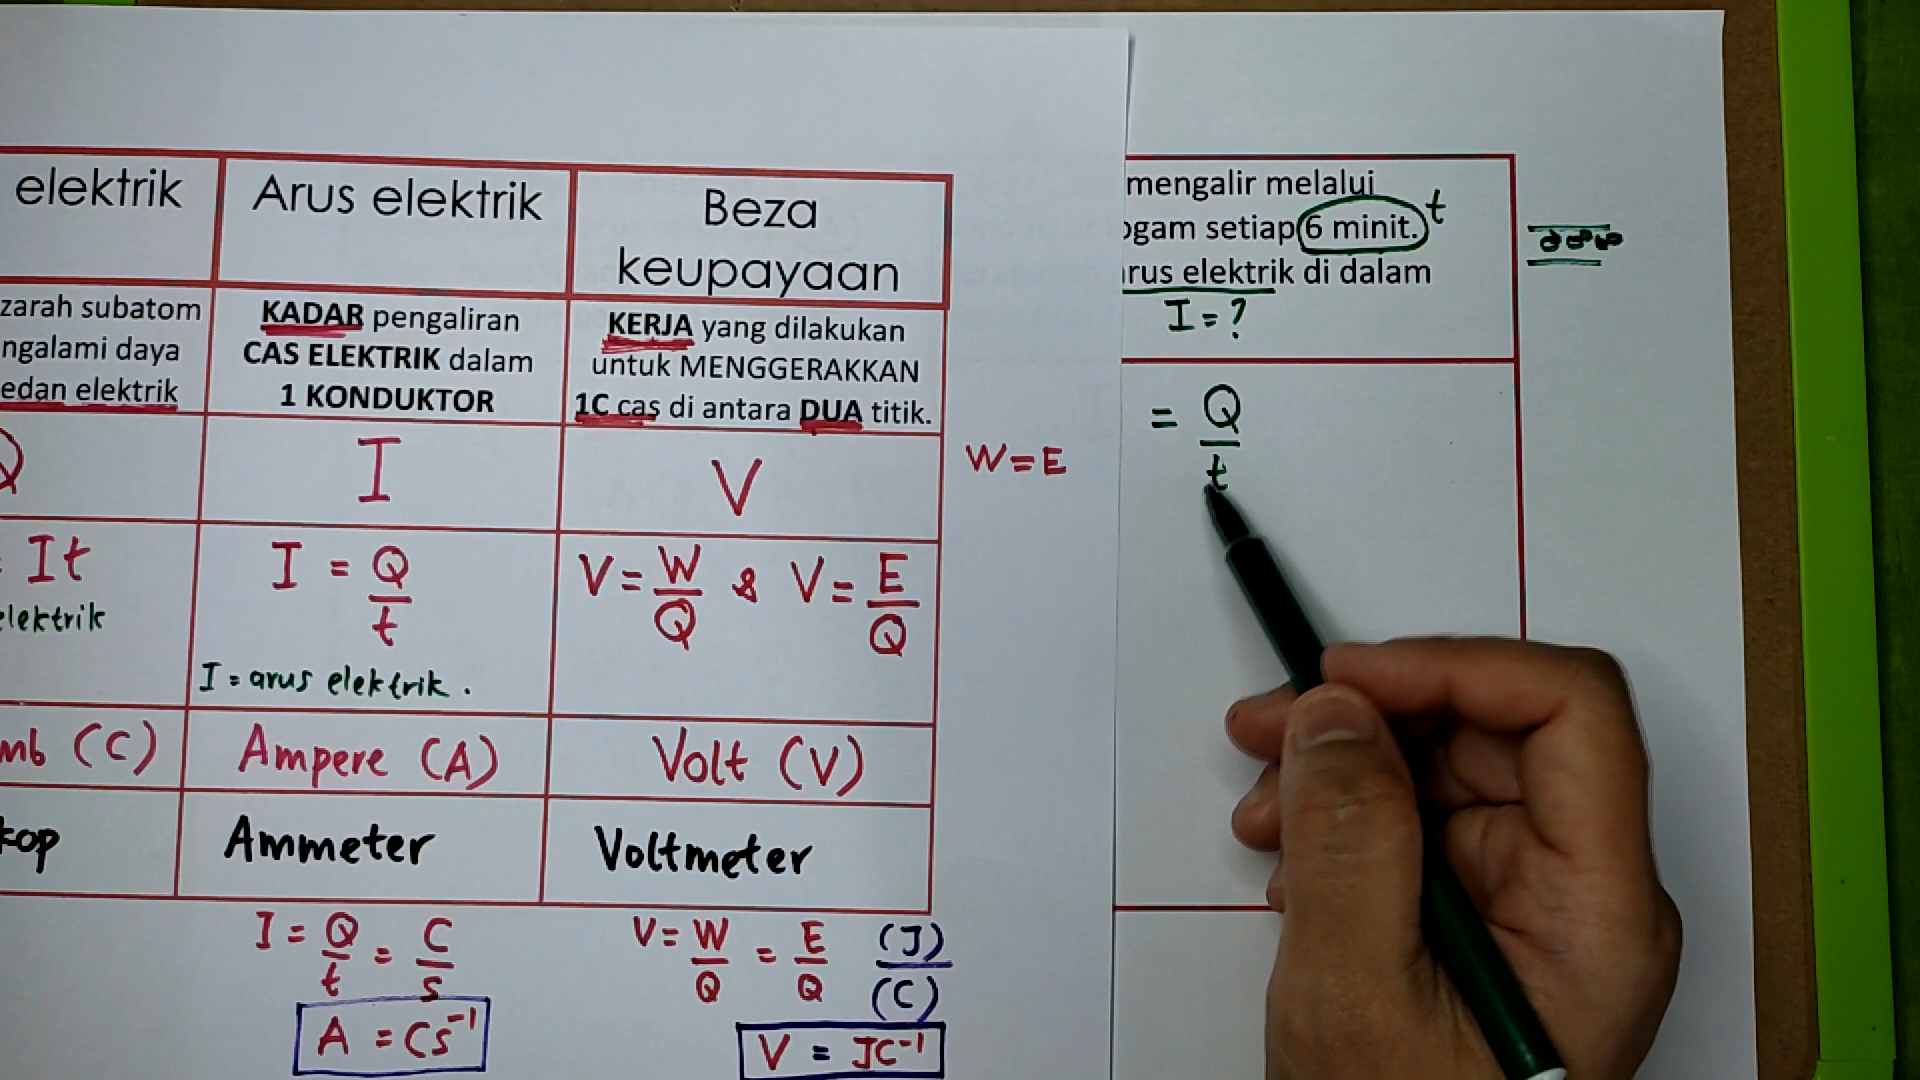 elektrik
zarah subatom
ngalami daya
edan elektrik
Q
It
elektrik
mb (C)
kop
Arus elektrik
KADAR pengaliran
CAS ELEKTRIK dalam
1 KONDUKTOR
I
I = Q/t
I = arus elektrik.
Ampere (A)
Ammeter
I = Q/t = C/s
A = Cs⁻¹
Beza
keupayaan
KERJA yang dilakukan
untuk MENGGERAKKAN
1C cas di antara DUA titik.
V
V = W/Q & V = E/Q
Volt (V)
Voltmeter
V = W/Q = E/Q (J)/(C)
V = JC⁻¹
W = E
mengalir melalui
ogam setiap 6 minit. t
rus elektrik di dalam
I = ?
= Q/t